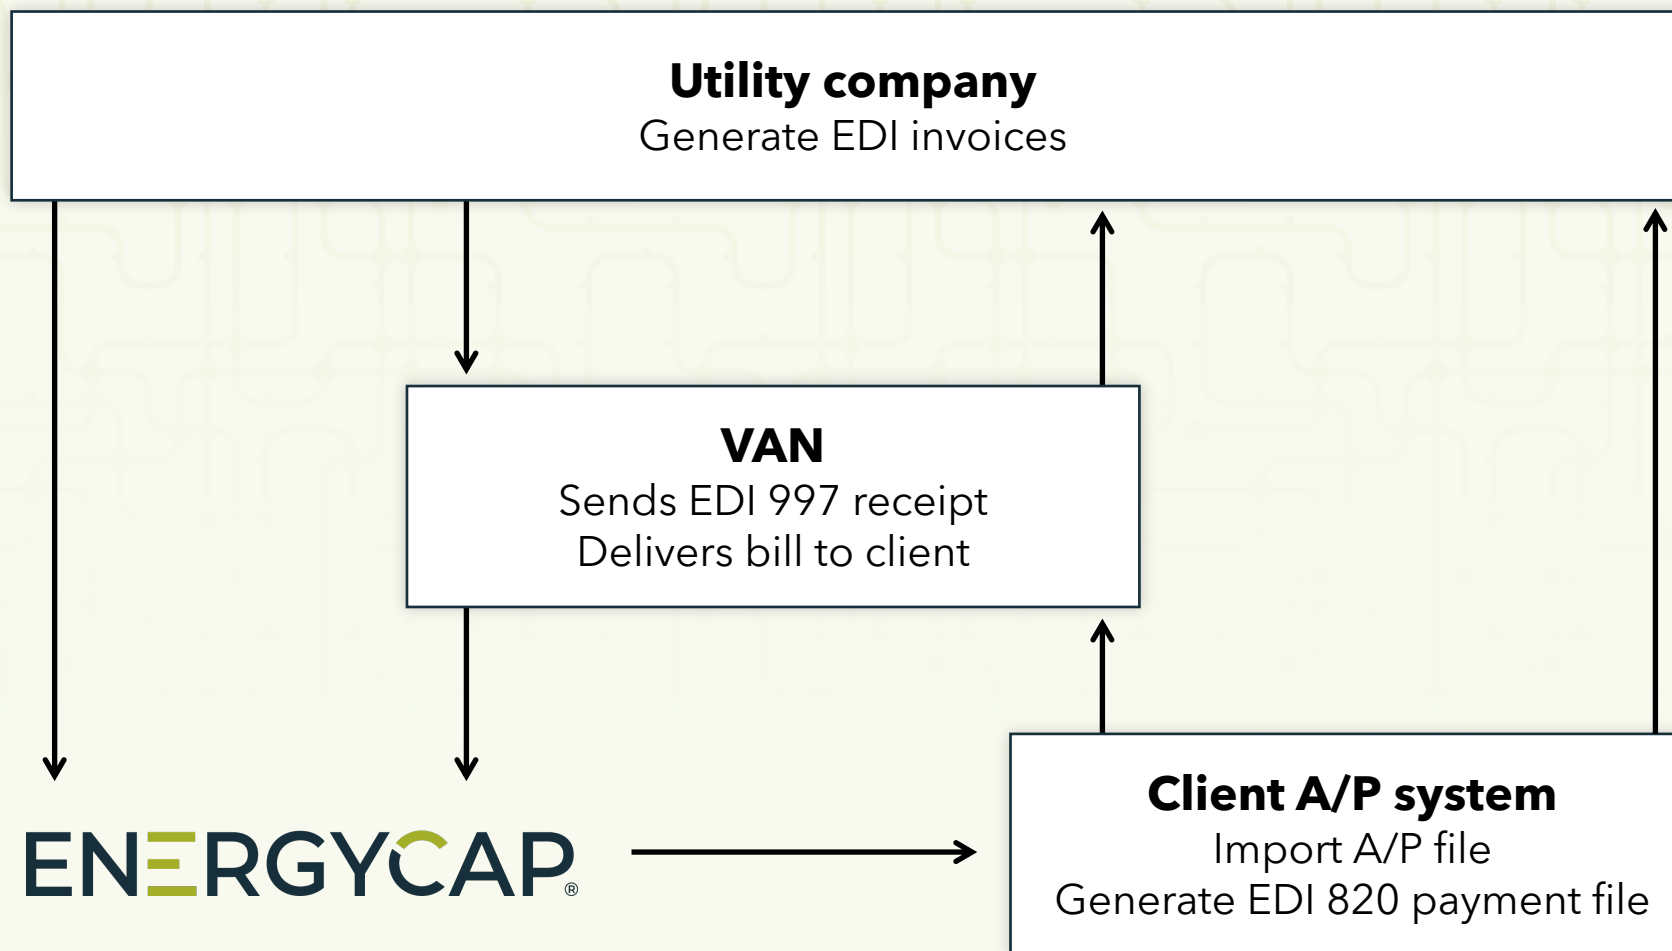 Utility company
Generate EDI invoices
VAN
Sends EDI 997 receipt
Delivers bill to client
ENERGYCAP®
Client A/P system
Import A/P file
Generate EDI 820 payment file